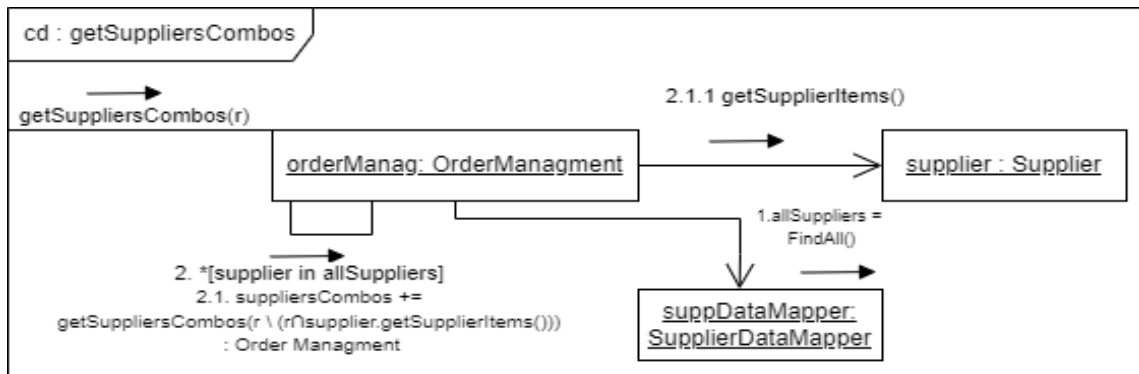 cd : getSuppliersCombos
getSuppliersCombos(r)
2.1.1 getSupplierItems()
orderManag: OrderManagment
supplier : Supplier
1.allSuppliers =
FindAll()
2. *[supplier in allSuppliers]
2.1. suppliersCombos +=
getSuppliersCombos(r \ (r∩supplier.getSupplierItems()))
: Order Managment
suppDataMapper:
SupplierDataMapper